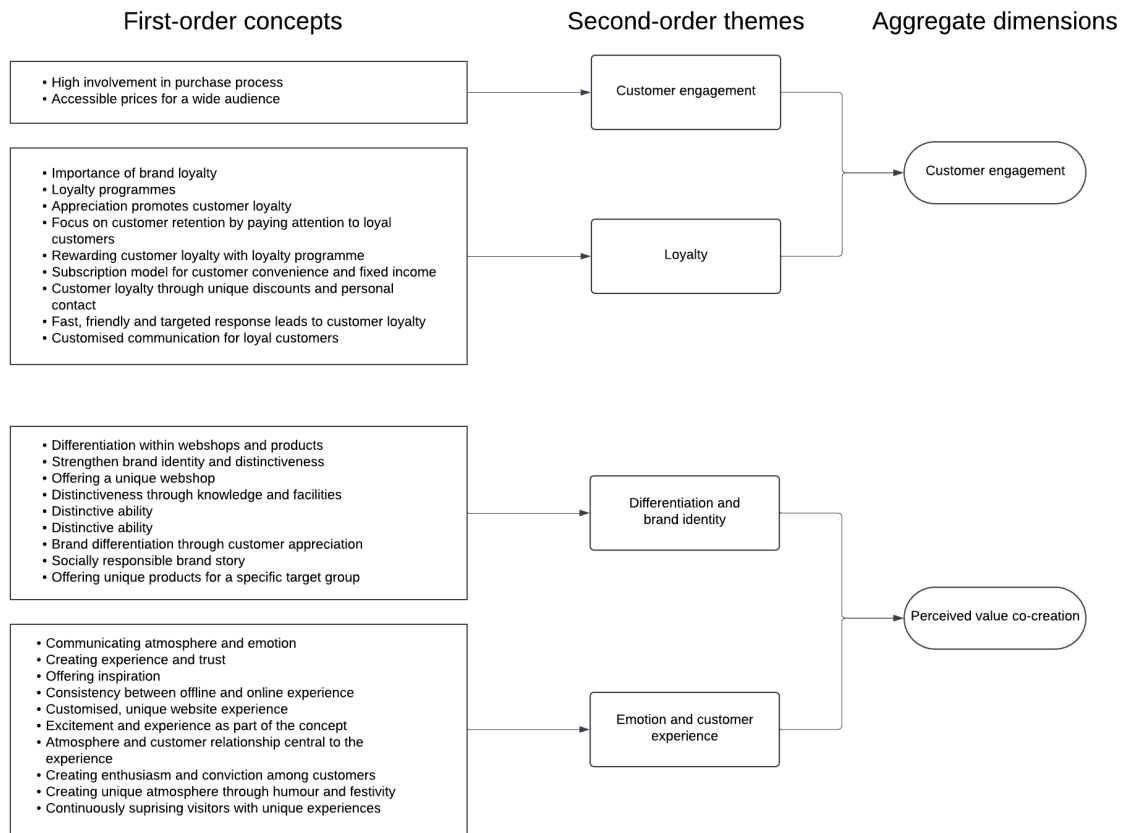 First-order concepts
Second-order themes
Aggregate dimensions
• High involvement in purchase process
• Accessible prices for a wide audience
Customer engagement
• Importance of brand loyalty
• Loyalty programmes
• Appreciation promotes customer loyalty
• Focus on customer retention by paying attention to loyal
customers
• Rewarding customer loyalty with loyalty programme
• Subscription model for customer convenience and fixed income
• Customer loyalty through unique discounts and personal
contact
• Fast, friendly and targeted response leads to customer loyalty
• Customised communication for loyal customers
Loyalty
Customer engagement
• Differentiation within webshops and products
• Strengthen brand identity and distinctiveness
• Offering a unique webshop
• Distinctiveness through knowledge and facilities
• Distinctive ability
• Distinctive ability
• Brand differentiation through customer appreciation
• Socially responsible brand story
• Offering unique products for a specific target group
Differentiation and
brand identity
• Communicating atmosphere and emotion
• Creating experience and trust
• Offering inspiration
• Consistency between offline and online experience
• Customised, unique website experience
• Excitement and experience as part of the concept
• Atmosphere and customer relationship central to the
experience
• Creating enthusiasm and conviction among customers
• Creating unique atmosphere through humour and festivity
• Continuously suprising visitors with unique experiences
Emotion and customer
experience
Perceived value co-creation